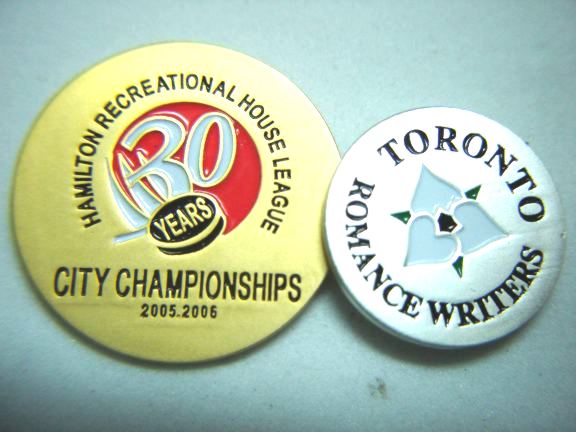 HAMILTON RECREATIONAL HOUSE LEAGUE
30
YEARS
CITY CHAMPIONSHIPS
2005-2006
TORONTO
ROMANCE WRITERS